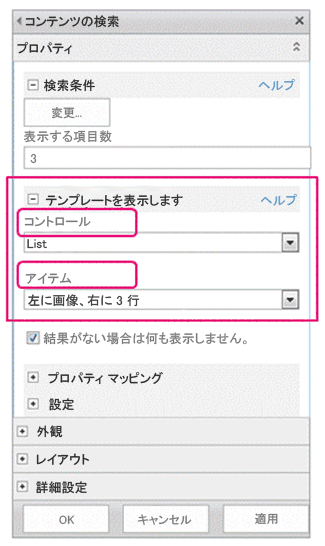 コンテンツの検索
プロパティ
検索条件 ヘルプ
変更...
表示する項目数
3
テンプレートを表示します ヘルプ
コントロール
List
アイテム
左に画像、右に 3 行
結果がない場合は何も表示しません。
プロパティ マッピング
設定
外観
レイアウト
詳細設定
OK キャンセル 適用